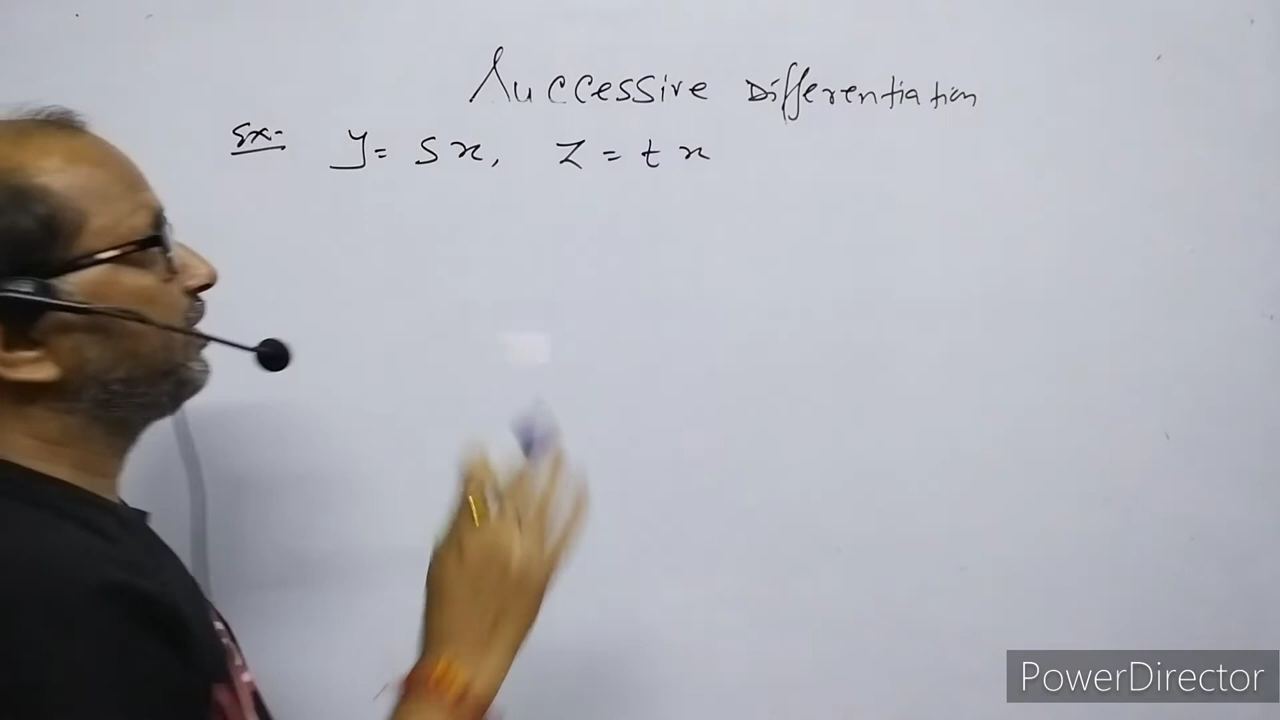 Successive Differentiation
Ex- y = sx, z = tx
PowerDirector